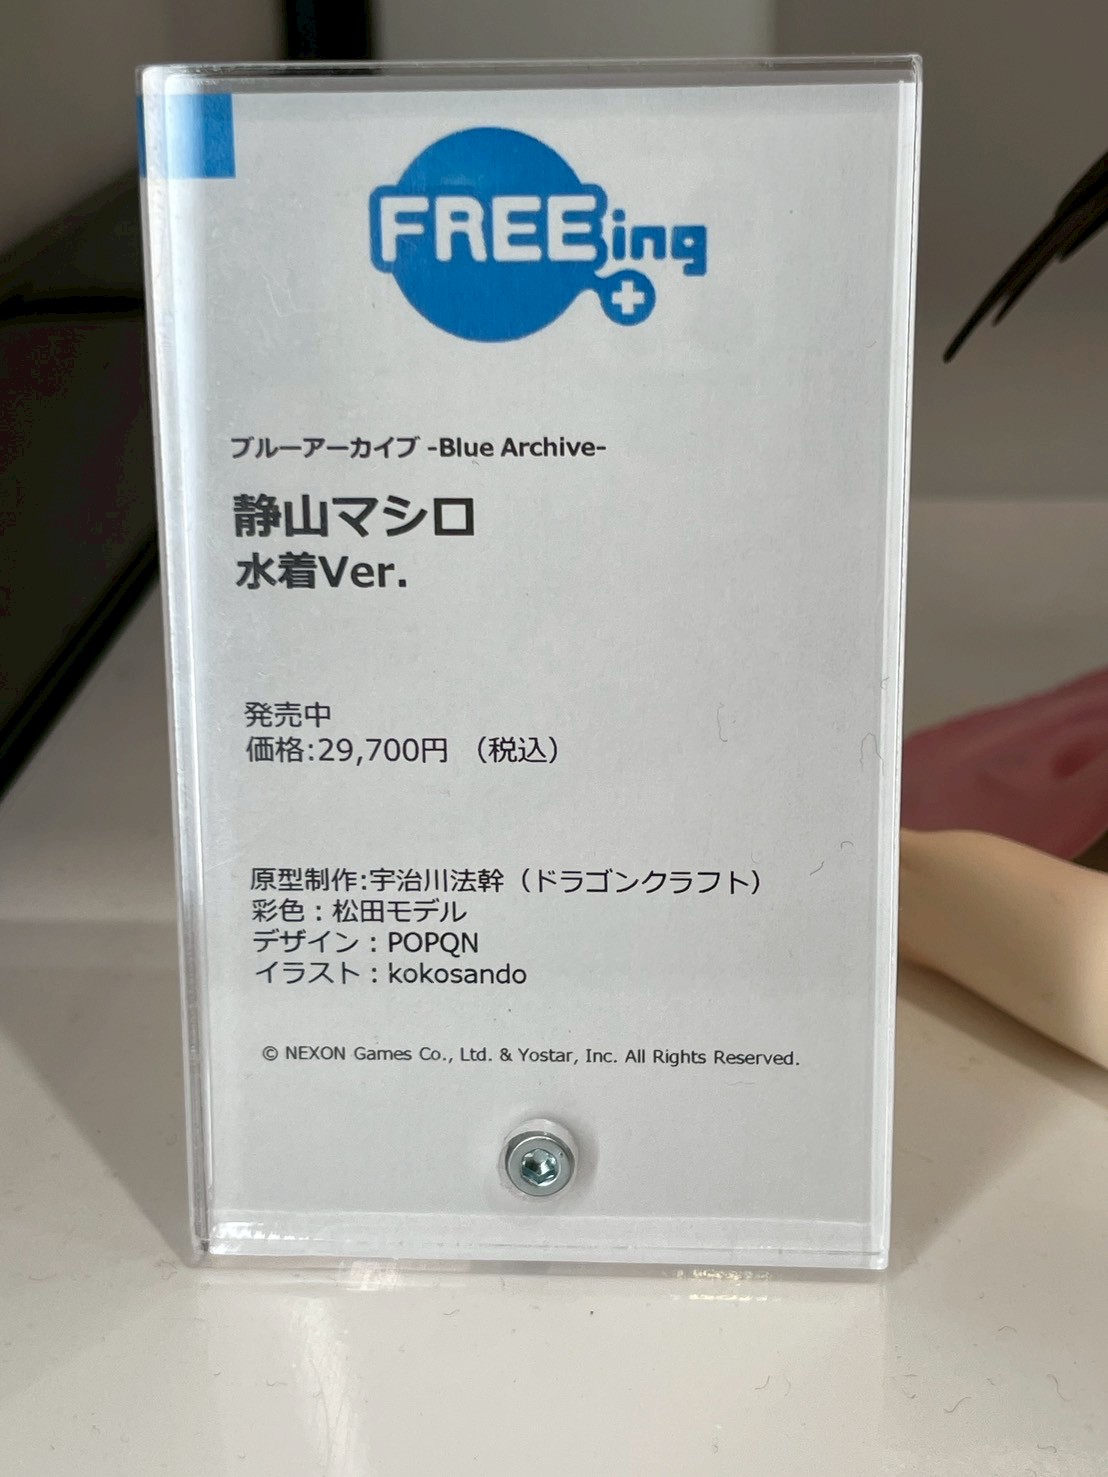 FREEing
ブルーアーカイブ -Blue Archive-
静山マシロ
水着Ver.
発売中
価格:29,700円 （税込）
原型制作:宇治川法幹（ドラゴンクラフト）
彩色：松田モデル
デザイン：POPQN
イラスト：kokosando
© NEXON Games Co., Ltd. & Yostar, Inc. All Rights Reserved.